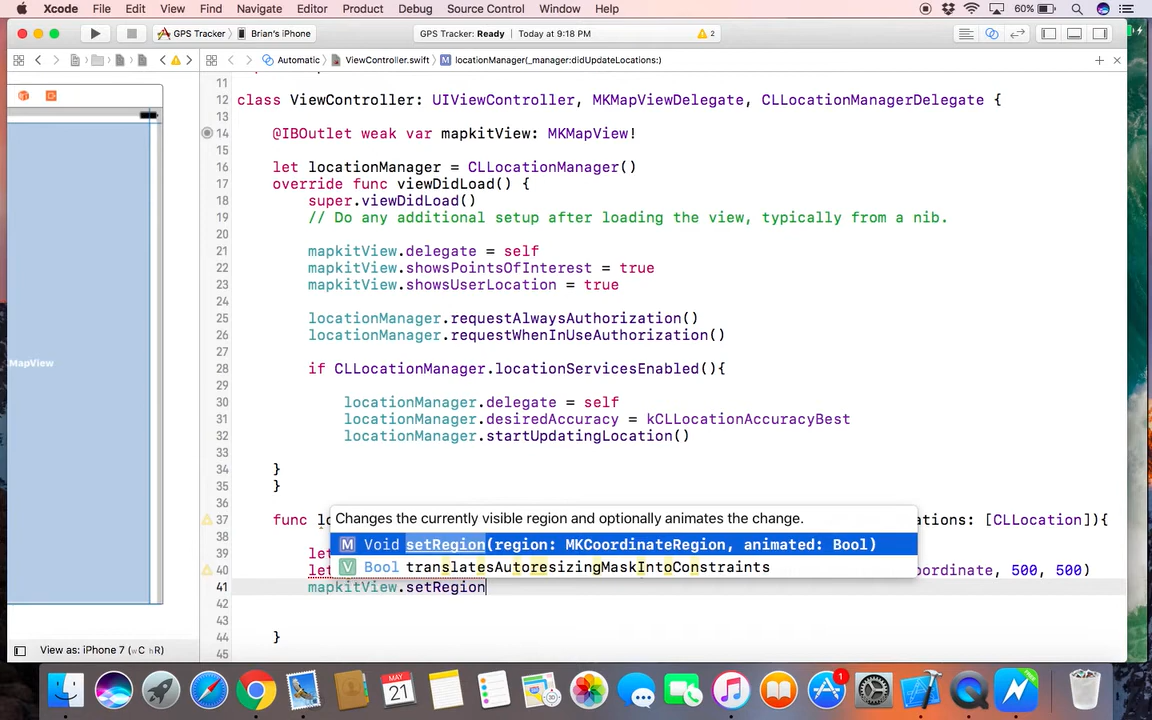 Xcode File Edit View Find Navigate Editor Product Debug Source Control Window Help 60%
GPS Tracker Brian's iPhone GPS Tracker: Ready Today at 9:18 PM 2
Automatic ViewController.swift M locationManager(_manager:didUpdateLocations:)
11
12 class ViewController: UIViewController, MKMapViewDelegate, CLLocationManagerDelegate {
13
14 @IBOutlet weak var mapkitView: MKMapView!
15
16 let locationManager = CLLocationManager()
17 override func viewDidLoad() {
18 super.viewDidLoad()
19 // Do any additional setup after loading the view, typically from a nib.
20
21 mapkitView.delegate = self
22 mapkitView.showsPointsOfInterest = true
23 mapkitView.showsUserLocation = true
24
25 locationManager.requestAlwaysAuthorization()
26 locationManager.requestWhenInUseAuthorization()
27
28 if CLLocationManager.locationServicesEnabled(){
29
30 locationManager.delegate = self
31 locationManager.desiredAccuracy = kCLLocationAccuracyBest
32 locationManager.startUpdatingLocation()
33
34 }
35 }
36
Changes the currently visible region and optionally animates the change.
37 func lo ations: [CLLocation]){
38
M Void setRegion(region: MKCoordinateRegion, animated: Bool)
39 let
V Bool translatesAutoresizingMaskIntoConstraints
40 let oordinate, 500, 500)
41 mapkitView.setRegion
42
43
44 }
45
MapView
View as: iPhone 7 (wC hR)
MAY
21
1
3D
FREE